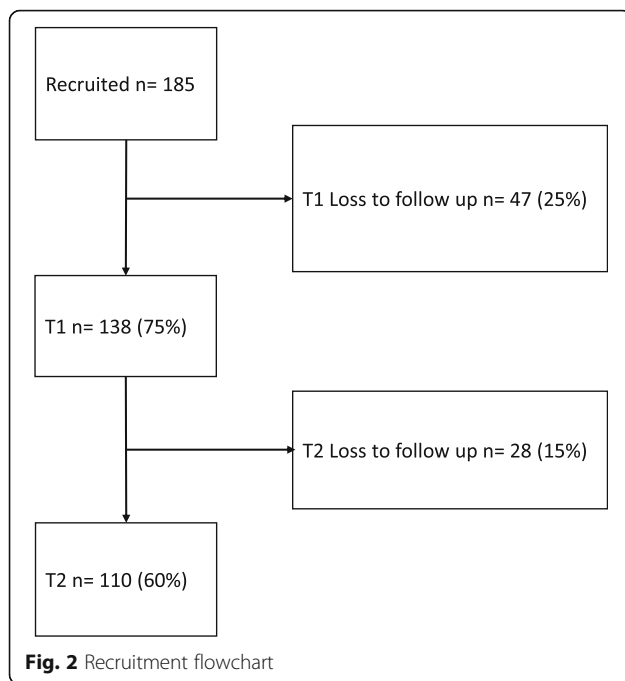 Recruited n= 185
T1 Loss to follow up n= 47 (25%)
T1 n= 138 (75%)
T2 Loss to follow up n= 28 (15%)
T2 n= 110 (60%)
Fig. 2 Recruitment flowchart